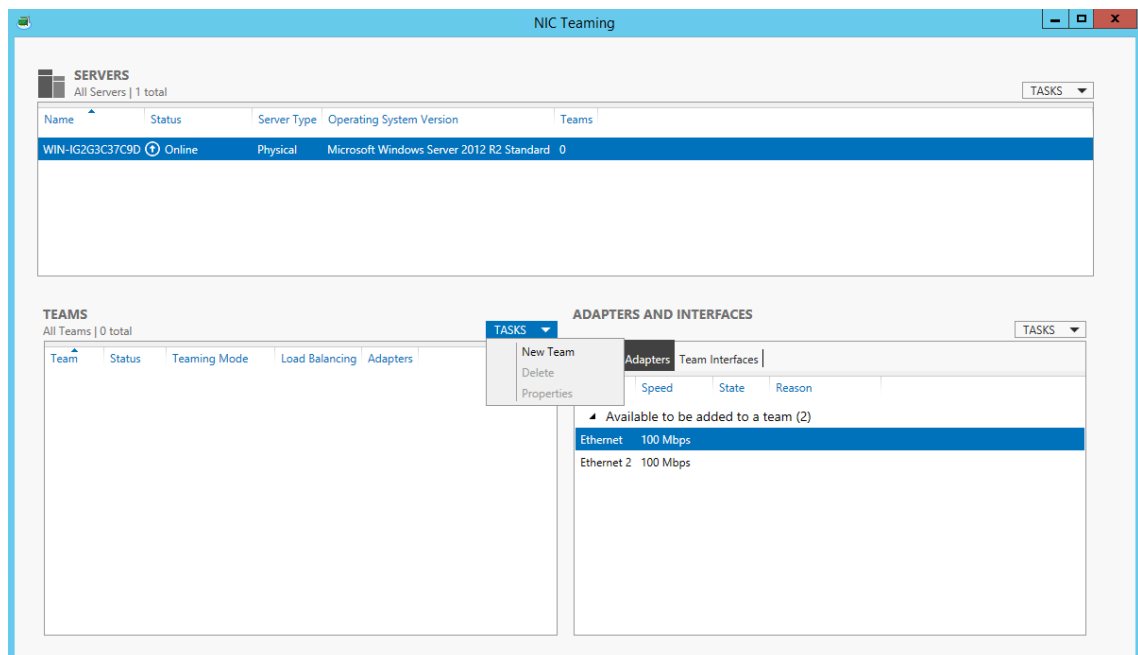 NIC Teaming
SERVERS
All Servers | 1 total
TASKS
Name Status Server Type Operating System Version Teams
WIN-IG2G3C37C9D Online Physical Microsoft Windows Server 2012 R2 Standard 0
TEAMS
All Teams | 0 total
TASKS
New Team
Delete
Properties
Team Status Teaming Mode Load Balancing Adapters
ADAPTERS AND INTERFACES
TASKS
Adapters Team Interfaces
Speed State Reason
Available to be added to a team (2)
Ethernet 100 Mbps
Ethernet 2 100 Mbps